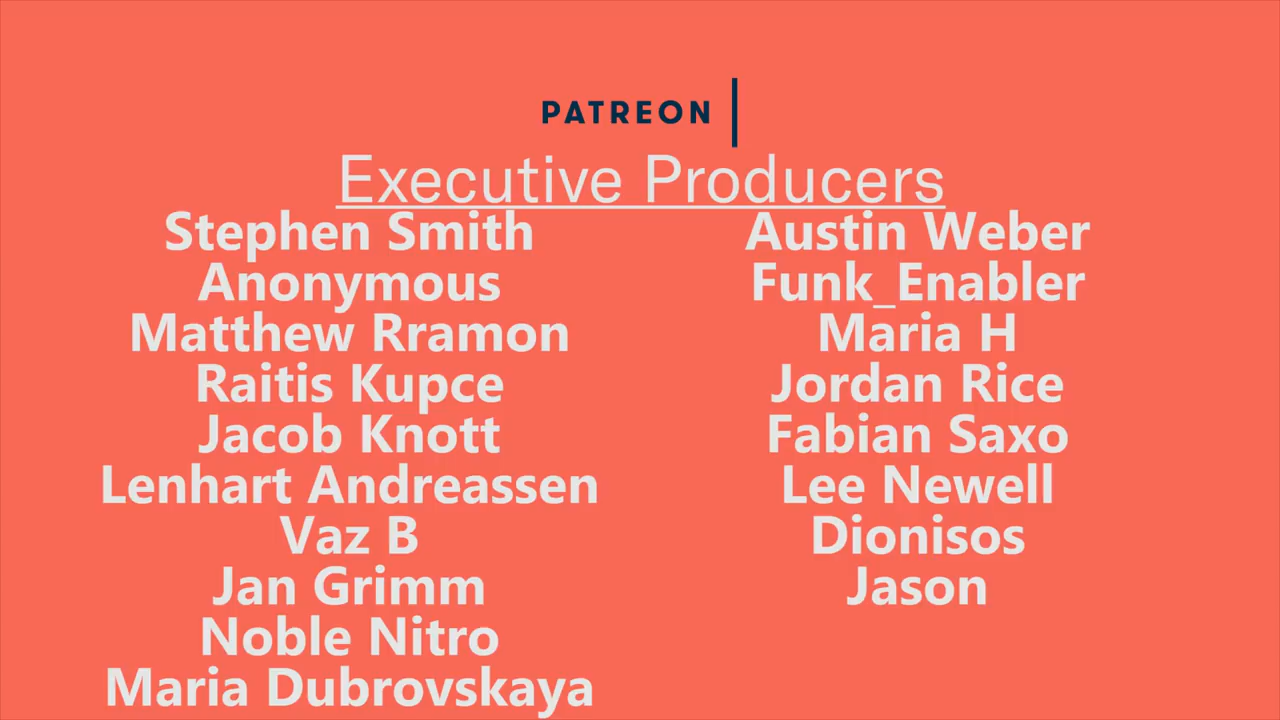 PATREON
Executive Producers
Stephen Smith
Anonymous
Matthew Rramon
Raitis Kupce
Jacob Knott
Lenhart Andreassen
Vaz B
Jan Grimm
Noble Nitro
Maria Dubrovskaya
Austin Weber
Funk_Enabler
Maria H
Jordan Rice
Fabian Saxo
Lee Newell
Dionisos
Jason